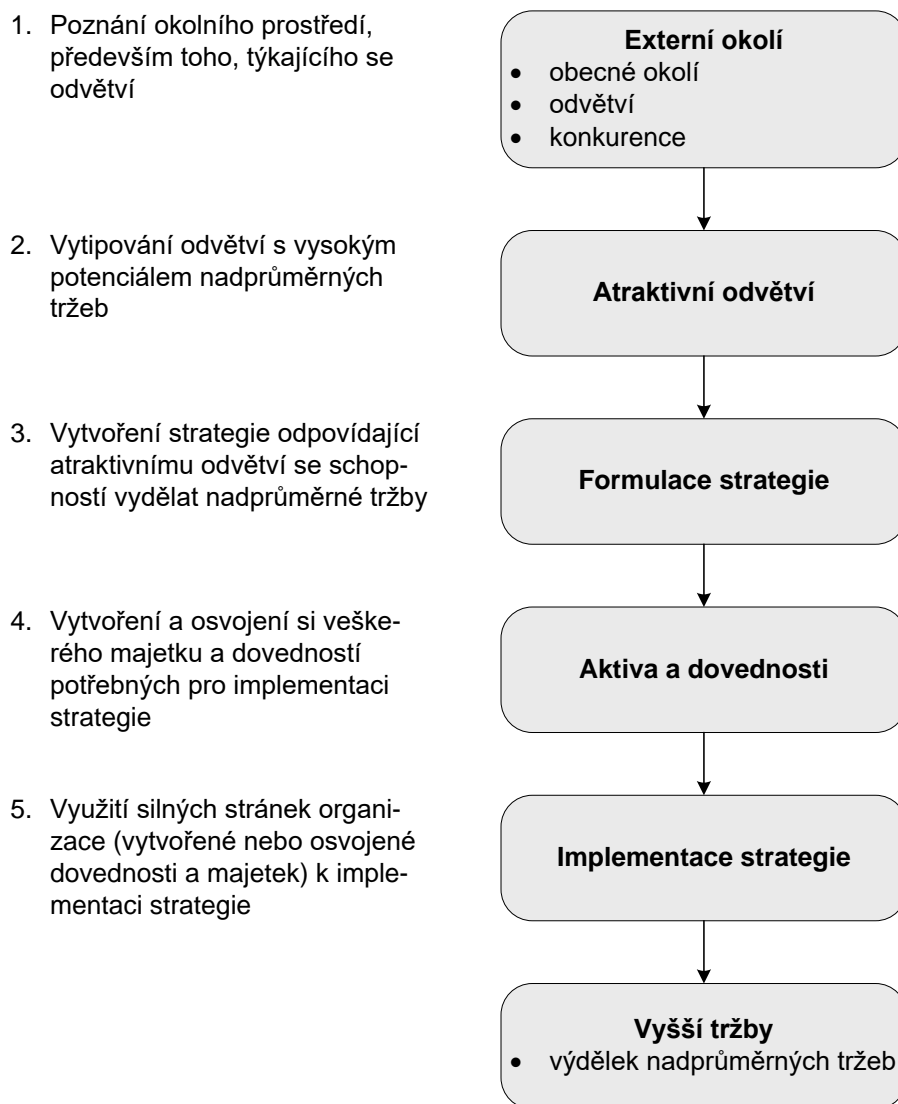 1. Poznání okolního prostředí,
především toho, týkajícího se
odvětví
Externí okolí
• obecné okolí
• odvětví
• konkurence
2. Vytipování odvětví s vysokým
potenciálem nadprůměrných
tržeb
Atraktivní odvětví
3. Vytvoření strategie odpovídající
atraktivnímu odvětví se schop-
ností vydělat nadprůměrné tržby
Formulace strategie
4. Vytvoření a osvojení si veške-
rého majetku a dovedností
potřebných pro implementaci
strategie
Aktiva a dovednosti
5. Využití silných stránek organi-
zace (vytvořené nebo osvojené
dovednosti a majetek) k imple-
mentaci strategie
Implementace strategie
Vyšší tržby
• výdělek nadprůměrných tržeb